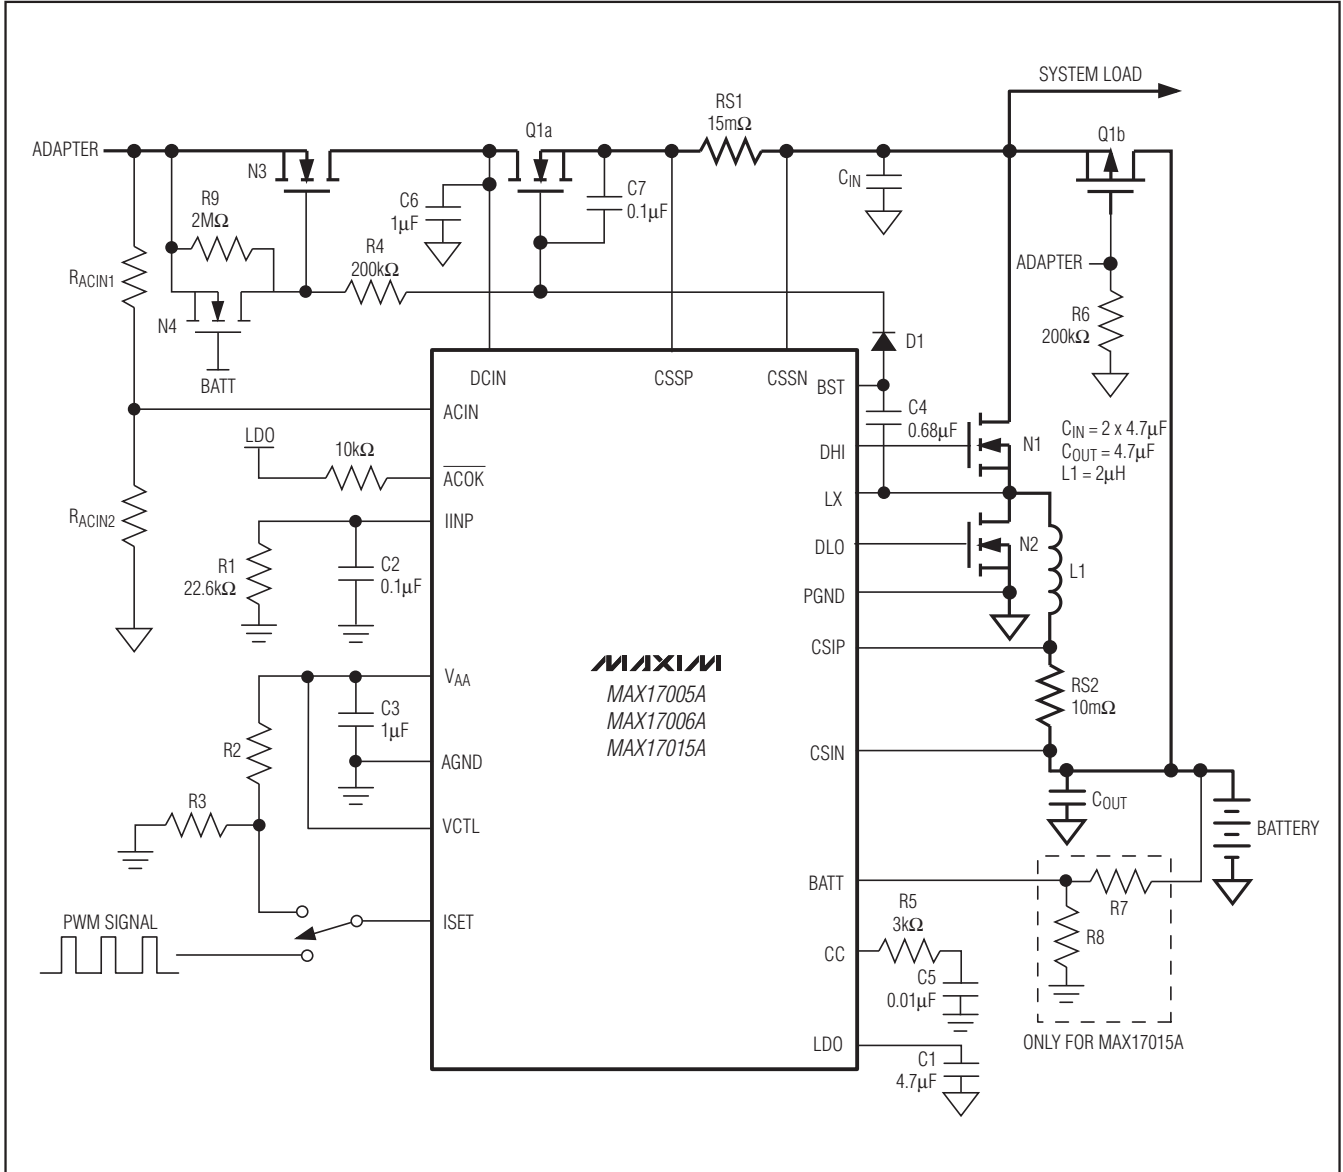 SYSTEM LOAD
RS1
15mΩ
Q1a
Q1b
ADAPTER
N3
R9
2MΩ
C6
1µF
C7
0.1µF
CIN
R4
200kΩ
RACIN1
ADAPTER
N4
R6
200kΩ
D1
BATT
DCIN
CSSP
CSSN
BST
ACIN
C4
0.68µF
LDO
10kΩ
DHI
N1
CIN = 2 x 4.7µF
COUT = 4.7µF
L1 = 2µH
ACOK
LX
RACIN2
IINP
DLO
N2
R1
22.6kΩ
C2
0.1µF
L1
PGND
CSIP
MAXIM
MAX17005A
MAX17006A
MAX17015A
VAA
RS2
10mΩ
C3
1µF
R2
AGND
CSIN
R3
COUT
VCTL
BATTERY
BATT
R7
R5
3kΩ
PWM SIGNAL
ISET
R8
CC
C5
0.01µF
LDO
ONLY FOR MAX17015A
C1
4.7µF